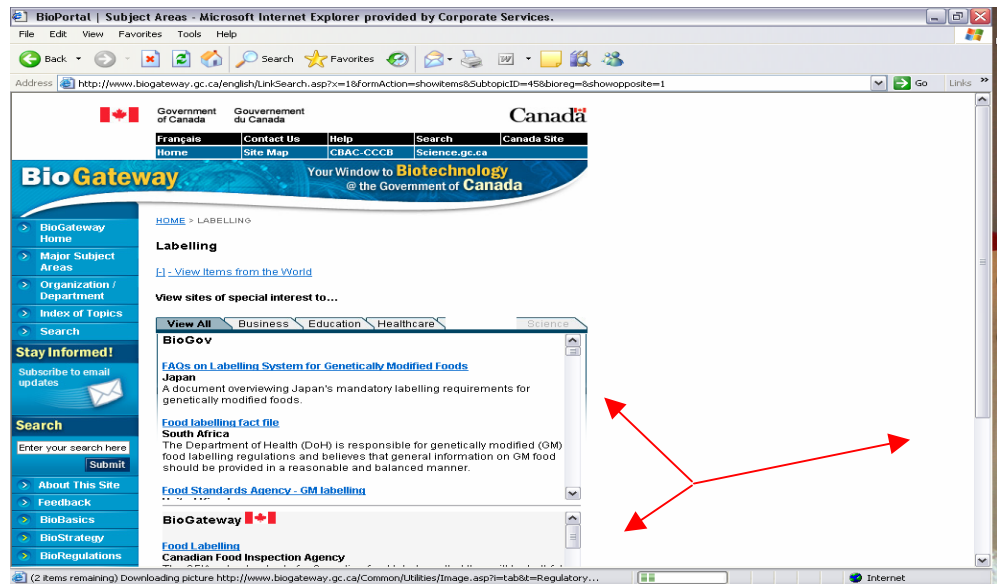 BioPortal | Subject Areas - Microsoft Internet Explorer provided by Corporate Services.
File Edit View Favorites Tools Help
Back Search Favorites
Address http://www.biogateway.gc.ca/english/LinkSearch.asp?x=1&formAction=showitems&SubtopicID=45&bioreg=&showopposite=1 Go Links »
Government of Canada
Gouvernement du Canada
Canada
Français Contact Us Help Search Canada Site
Home Site Map CBAC-CCCB Science.gc.ca
BioGateway
Your Window to Biotechnology
@ the Government of Canada
BioGateway
Home
Major Subject
Areas
Organization /
Department
Index of Topics
Search
Stay Informed!
Subscribe to email
updates
Search
Enter your search here
Submit
About This Site
Feedback
BioBasics
BioStrategy
BioRegulations
HOME > LABELLING
Labelling
[-] - View Items from the World
View sites of special interest to...
View All Business Education Healthcare Science
BioGov
FAQs on Labelling System for Genetically Modified Foods
Japan
A document overviewing Japan's mandatory labelling requirements for
genetically modified foods.
Food labelling fact file
South Africa
The Department of Health (DoH) is responsible for genetically modified (GM)
food labelling regulations and believes that general information on GM food
should be provided in a reasonable and balanced manner.
Food Standards Agency - GM labelling
BioGateway
Food Labelling
Canadian Food Inspection Agency
(2 items remaining) Downloading picture http://www.biogateway.gc.ca/Common/Utilities/Image.asp?i=tab&t=Regulatory... Internet